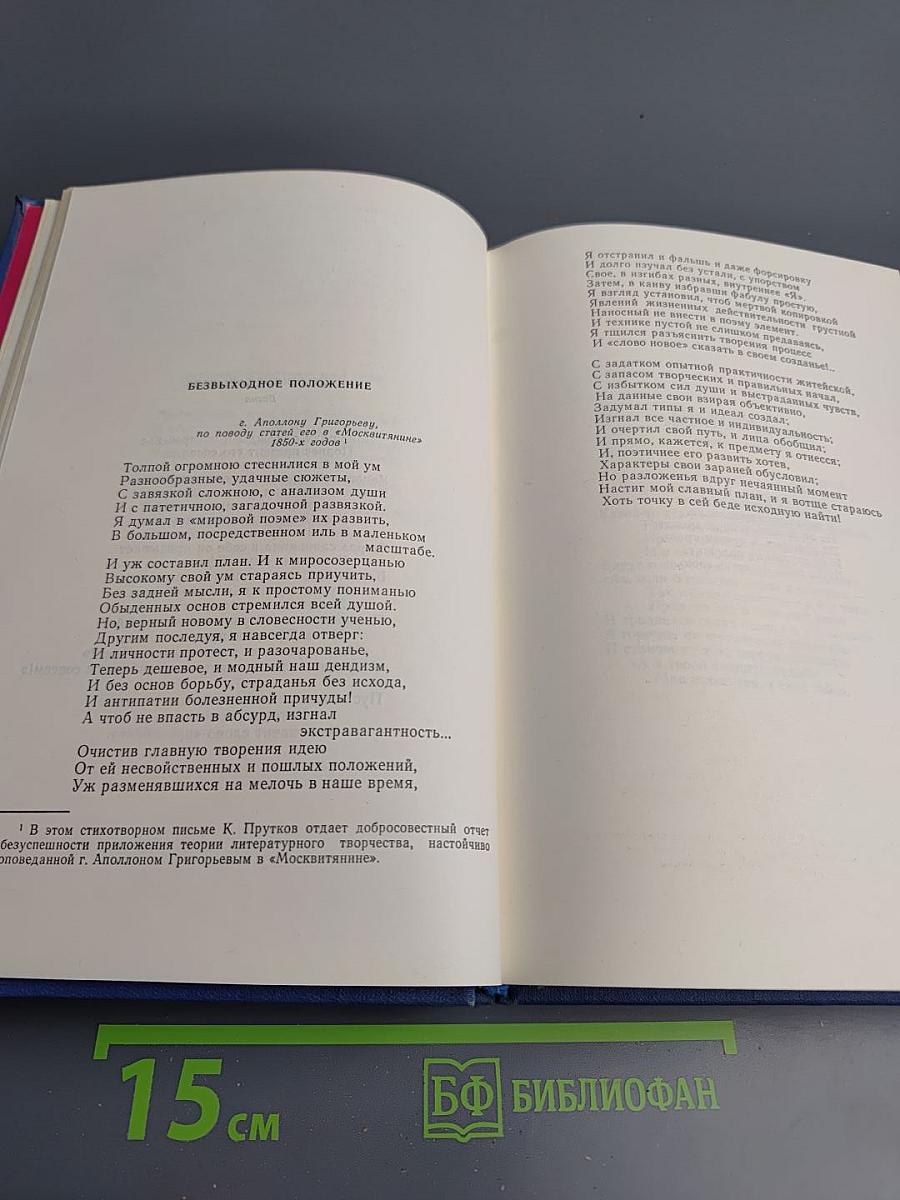 БЕЗВЫХОДНОЕ ПОЛОЖЕНИЕ
г. Аполлону Григорьеву,
по поводу статей его в «Москвитянине»
1850-х годов ¹
Толпой огромною стеснилися в мой ум
Разнообразные, удачные сюжеты,
С завязкой сложною, с анализом души
И с патетичною, загадочной развязкой.
Я думал в «мировой поэме» их развить,
В большом, посредственном иль в маленьком
масштабе.
И уж составил план. И к миросозерцанью
Высокому свой ум стараясь приучить,
Без задней мысли, я к простому пониманью
Обыденных основ стремился всей душой.
Но, верный новому в словесности ученью,
Другим последуя, я навсегда отверг:
И личности протест, и разочарованье,
Теперь дешевое, и модный наш дендизм,
И без основ борьбу, страданья без исхода,
И антипатии болезненной причуды!
А чтоб не впасть в абсурд, изгнал
экстравагантность...
Очистив главную творения идею
От ей несвойственных и пошлых положений,
Уж разменявшихся на мелочь в наше время,
¹ В этом стихотворном письме К. Прутков отдает добросовестный отчет
безуспешности приложения теории литературного творчества, настойчиво
оповеданной г. Аполлоном Григорьевым в «Москвитянине».
Я отстранил и фальшь и даже форсировку
И долго изучал без устали, с упорством
Свое, в изгибах разных, внутреннее «Я».
Затем, в канву избравши фабулу простую,
Я взгляд установил, чтоб мертвой копировкой
Явлений жизненных действительности грустной
Наносный не внести в поэму элемент.
И технике пустой не слишком предаваясь,
Я тщился разъяснить творения процесс
И «слово новое» сказать в своем созданье!..
С задатком опытной практичности житейской,
С запасом творческих и правильных начал,
С избытком сил души и выстраданных чувств,
На данные свои взирая объективно,
Задумал типы я и идеал создал;
Изгнал все частное и индивидуальность;
И очертил свой путь, и лица обобщил;
И прямо, кажется, к предмету я отнесся;
И, поэтичнее его развить хотев,
Характеры свои зараней обусловил;
Но разложенья вдруг нечаянный момент
Настиг мой славный план, и я вотще стараюсь
Хоть точку в сей беде исходную найти!
15 см
БФ БИБЛИОФАН